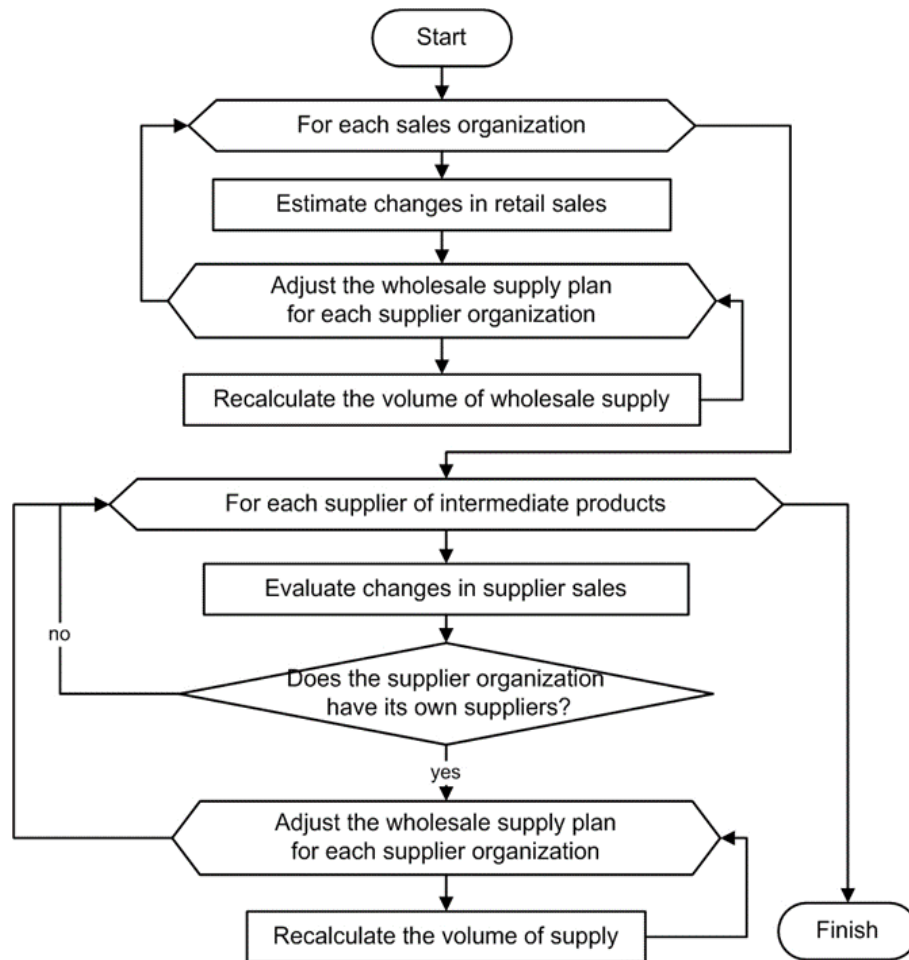 Start
For each sales organization
Estimate changes in retail sales
Adjust the wholesale supply plan
for each supplier organization
Recalculate the volume of wholesale supply
For each supplier of intermediate products
Evaluate changes in supplier sales
no
Does the supplier organization
have its own suppliers?
yes
Adjust the wholesale supply plan
for each supplier organization
Recalculate the volume of supply
Finish